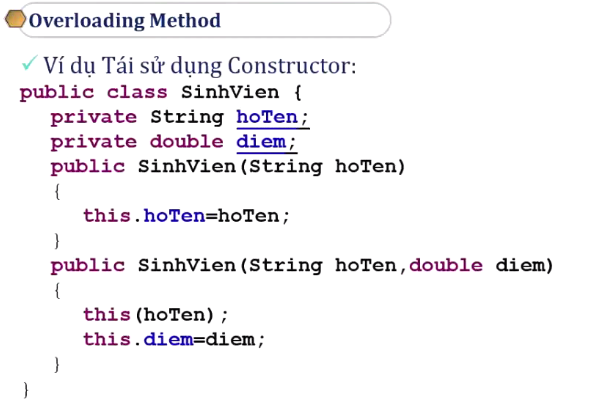 Overloading Method
✓ Ví dụ Tái sử dụng Constructor:
public class SinhVien {
private String hoTen;
private double diem;
public SinhVien(String hoTen)
{
this.hoTen=hoTen;
}
public SinhVien(String hoTen,double diem)
{
this(hoTen);
this.diem=diem;
}
}